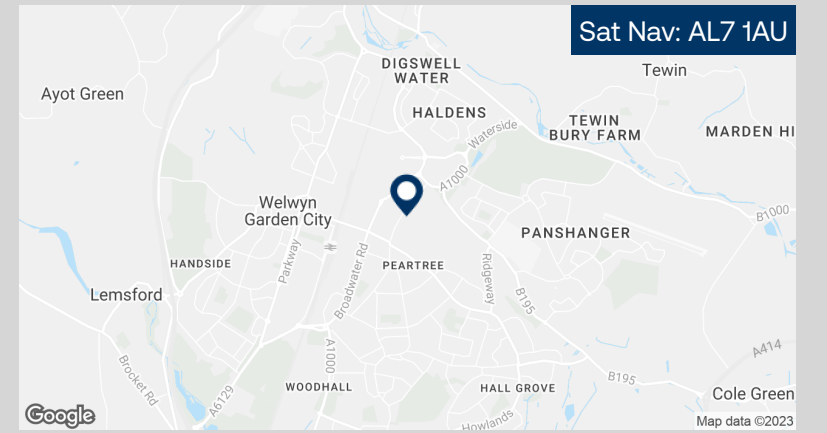 Sat Nav: AL7 1AU
DIGSWELL
WATER
Tewin
Ayot Green
HALDENS
TEWIN
BURY FARM
Waterside
MARDEN HI
A1000
Welwyn
Garden City
B1000
PANSHANGER
HANDSIDE
Parkway
Broadwater Rd
PEARTREE
Ridgeway
Lemsford
B195
A1000
A414
Brocket Rd
A6129
WOODHALL
B195
HALL GROVE
Cole Green
Howlands
Google
Map data ©2023